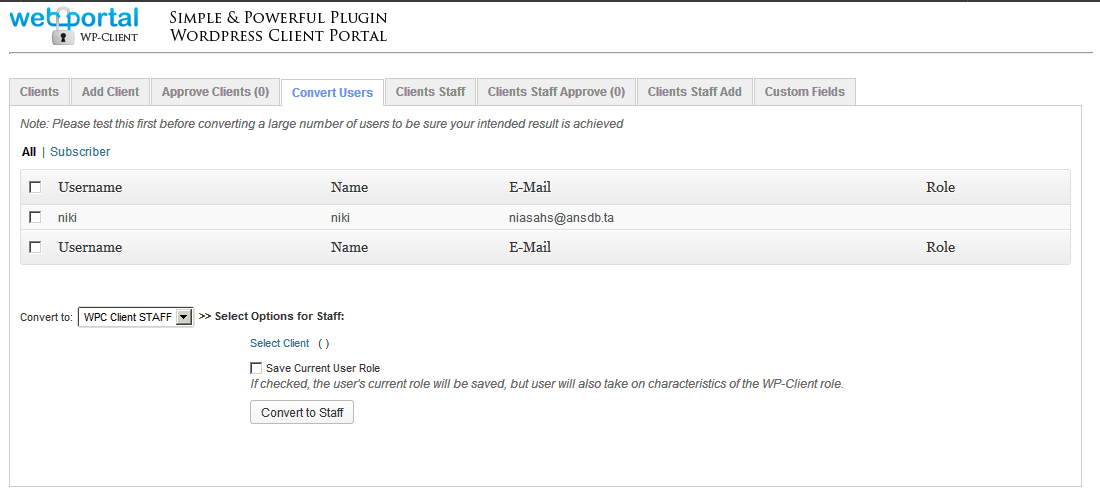 webportal
WP-Client
Simple & Powerful Plugin
Wordpress Client Portal
Clients Add Client Approve Clients (0) Convert Users Clients Staff Clients Staff Approve (0) Clients Staff Add Custom Fields
Note: Please test this first before converting a large number of users to be sure your intended result is achieved
All | Subscriber
Username Name E-Mail Role
niki niki niasahs@ansdb.ta
Username Name E-Mail Role
Convert to: WPC Client STAFF >> Select Options for Staff:
Select Client ( )
Save Current User Role
If checked, the user's current role will be saved, but user will also take on characteristics of the WP-Client role.
Convert to Staff